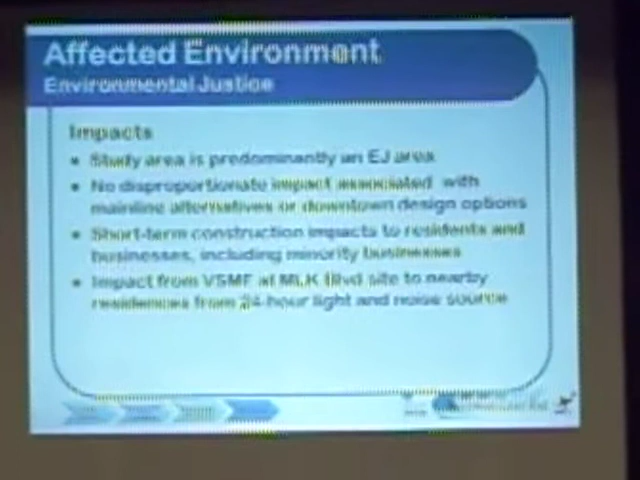 Affected Environment
Environmental Justice
Impacts
• Study area is predominantly an EJ area
• No disproportionate impact associated with
mainline alternatives or downtown design options
• Short-term construction impacts to residents and
businesses, including minority businesses
• Impact from VSMF at MLK Blvd site to nearby
residences from 24-hour light and noise source